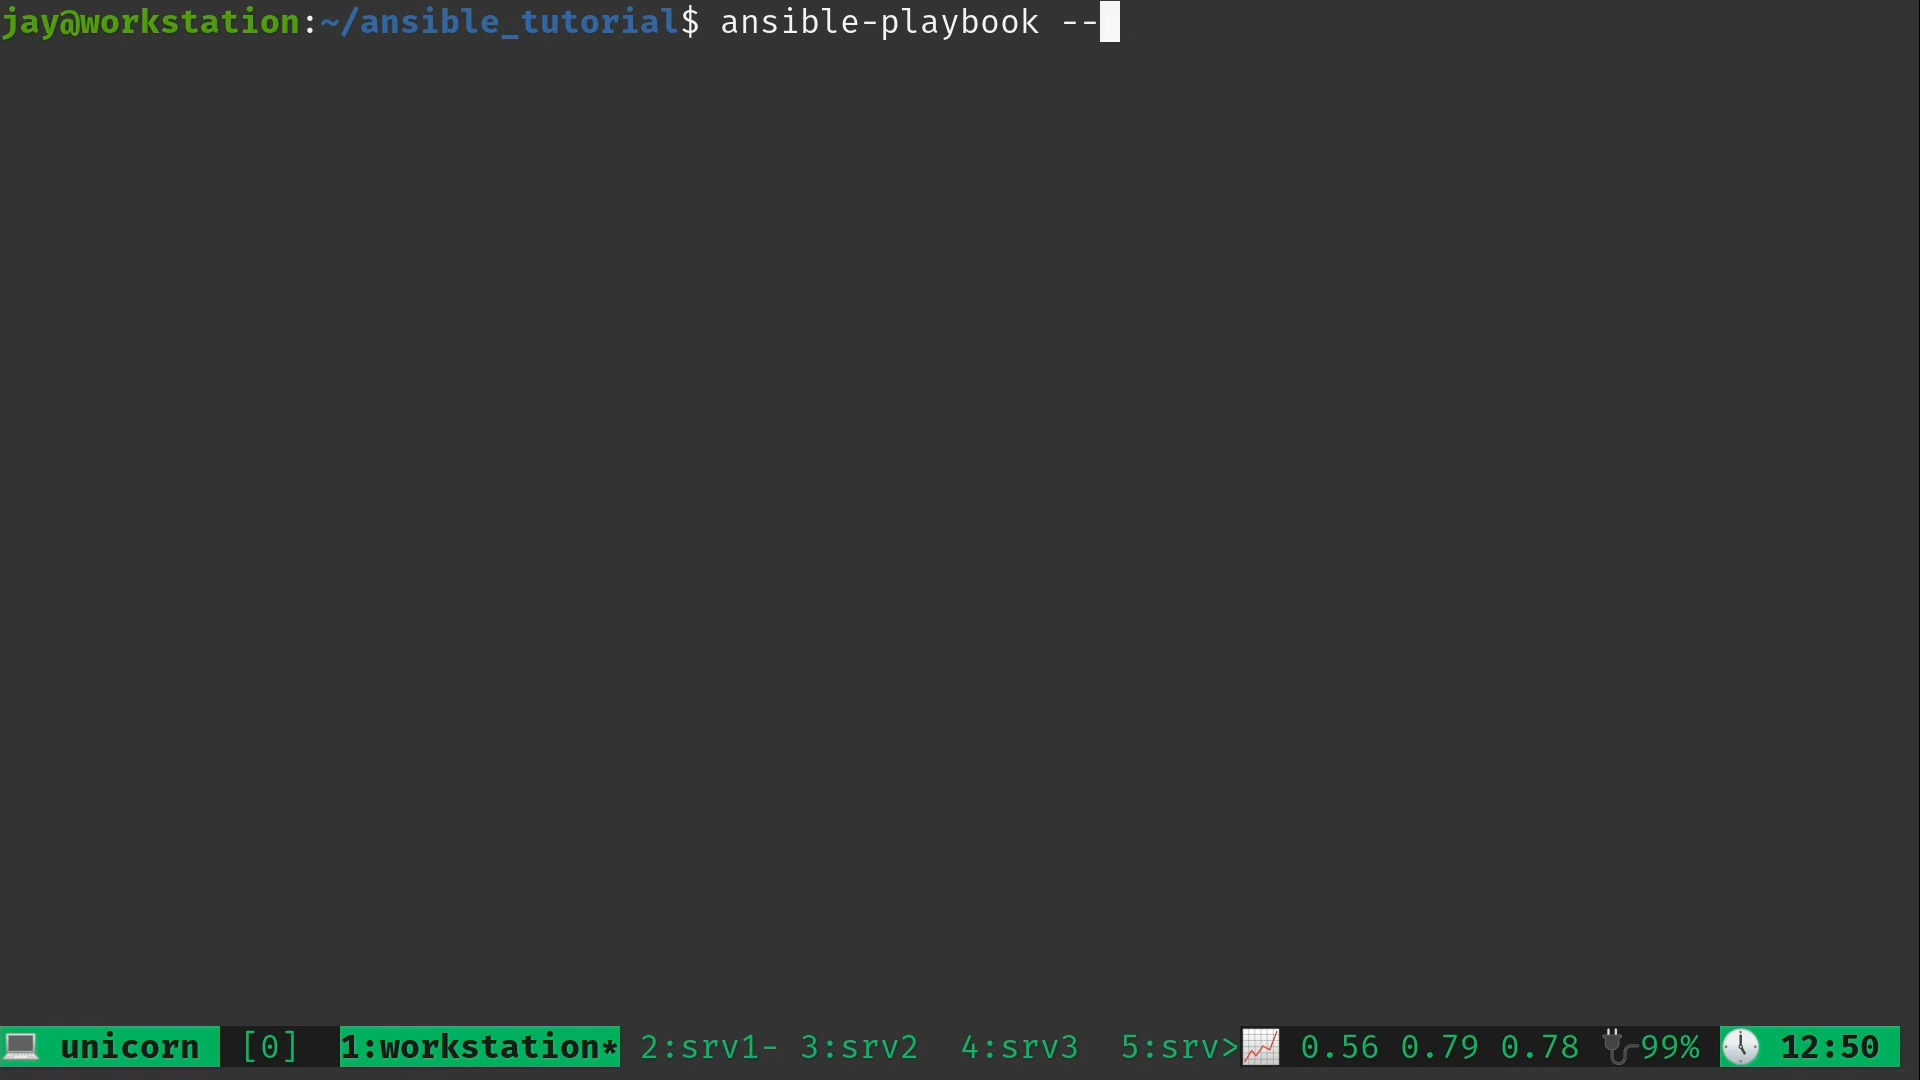 jay@workstation:~/ansible_tutorial$ ansible-playbook --
unicorn [0] 1:workstation* 2:srv1- 3:srv2 4:srv3 5:srv> 0.56 0.79 0.78 99% 12:50